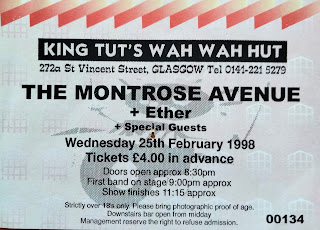 KING TUT'S WAH WAH HUT
272a St Vincent Street, GLASGOW Tel 0141-221 5279
THE MONTROSE AVENUE
+ Ether
+ Special Guests
Wednesday 25th February 1998
Tickets £4.00 in advance
Doors open approx 8:30pm
First band on stage 9:00pm approx
Show finishes 11:15 approx
Strictly over 18's only. Please bring photographic proof of age.
Downstairs bar open from midday
Management reserve the right to refuse admission.
00134